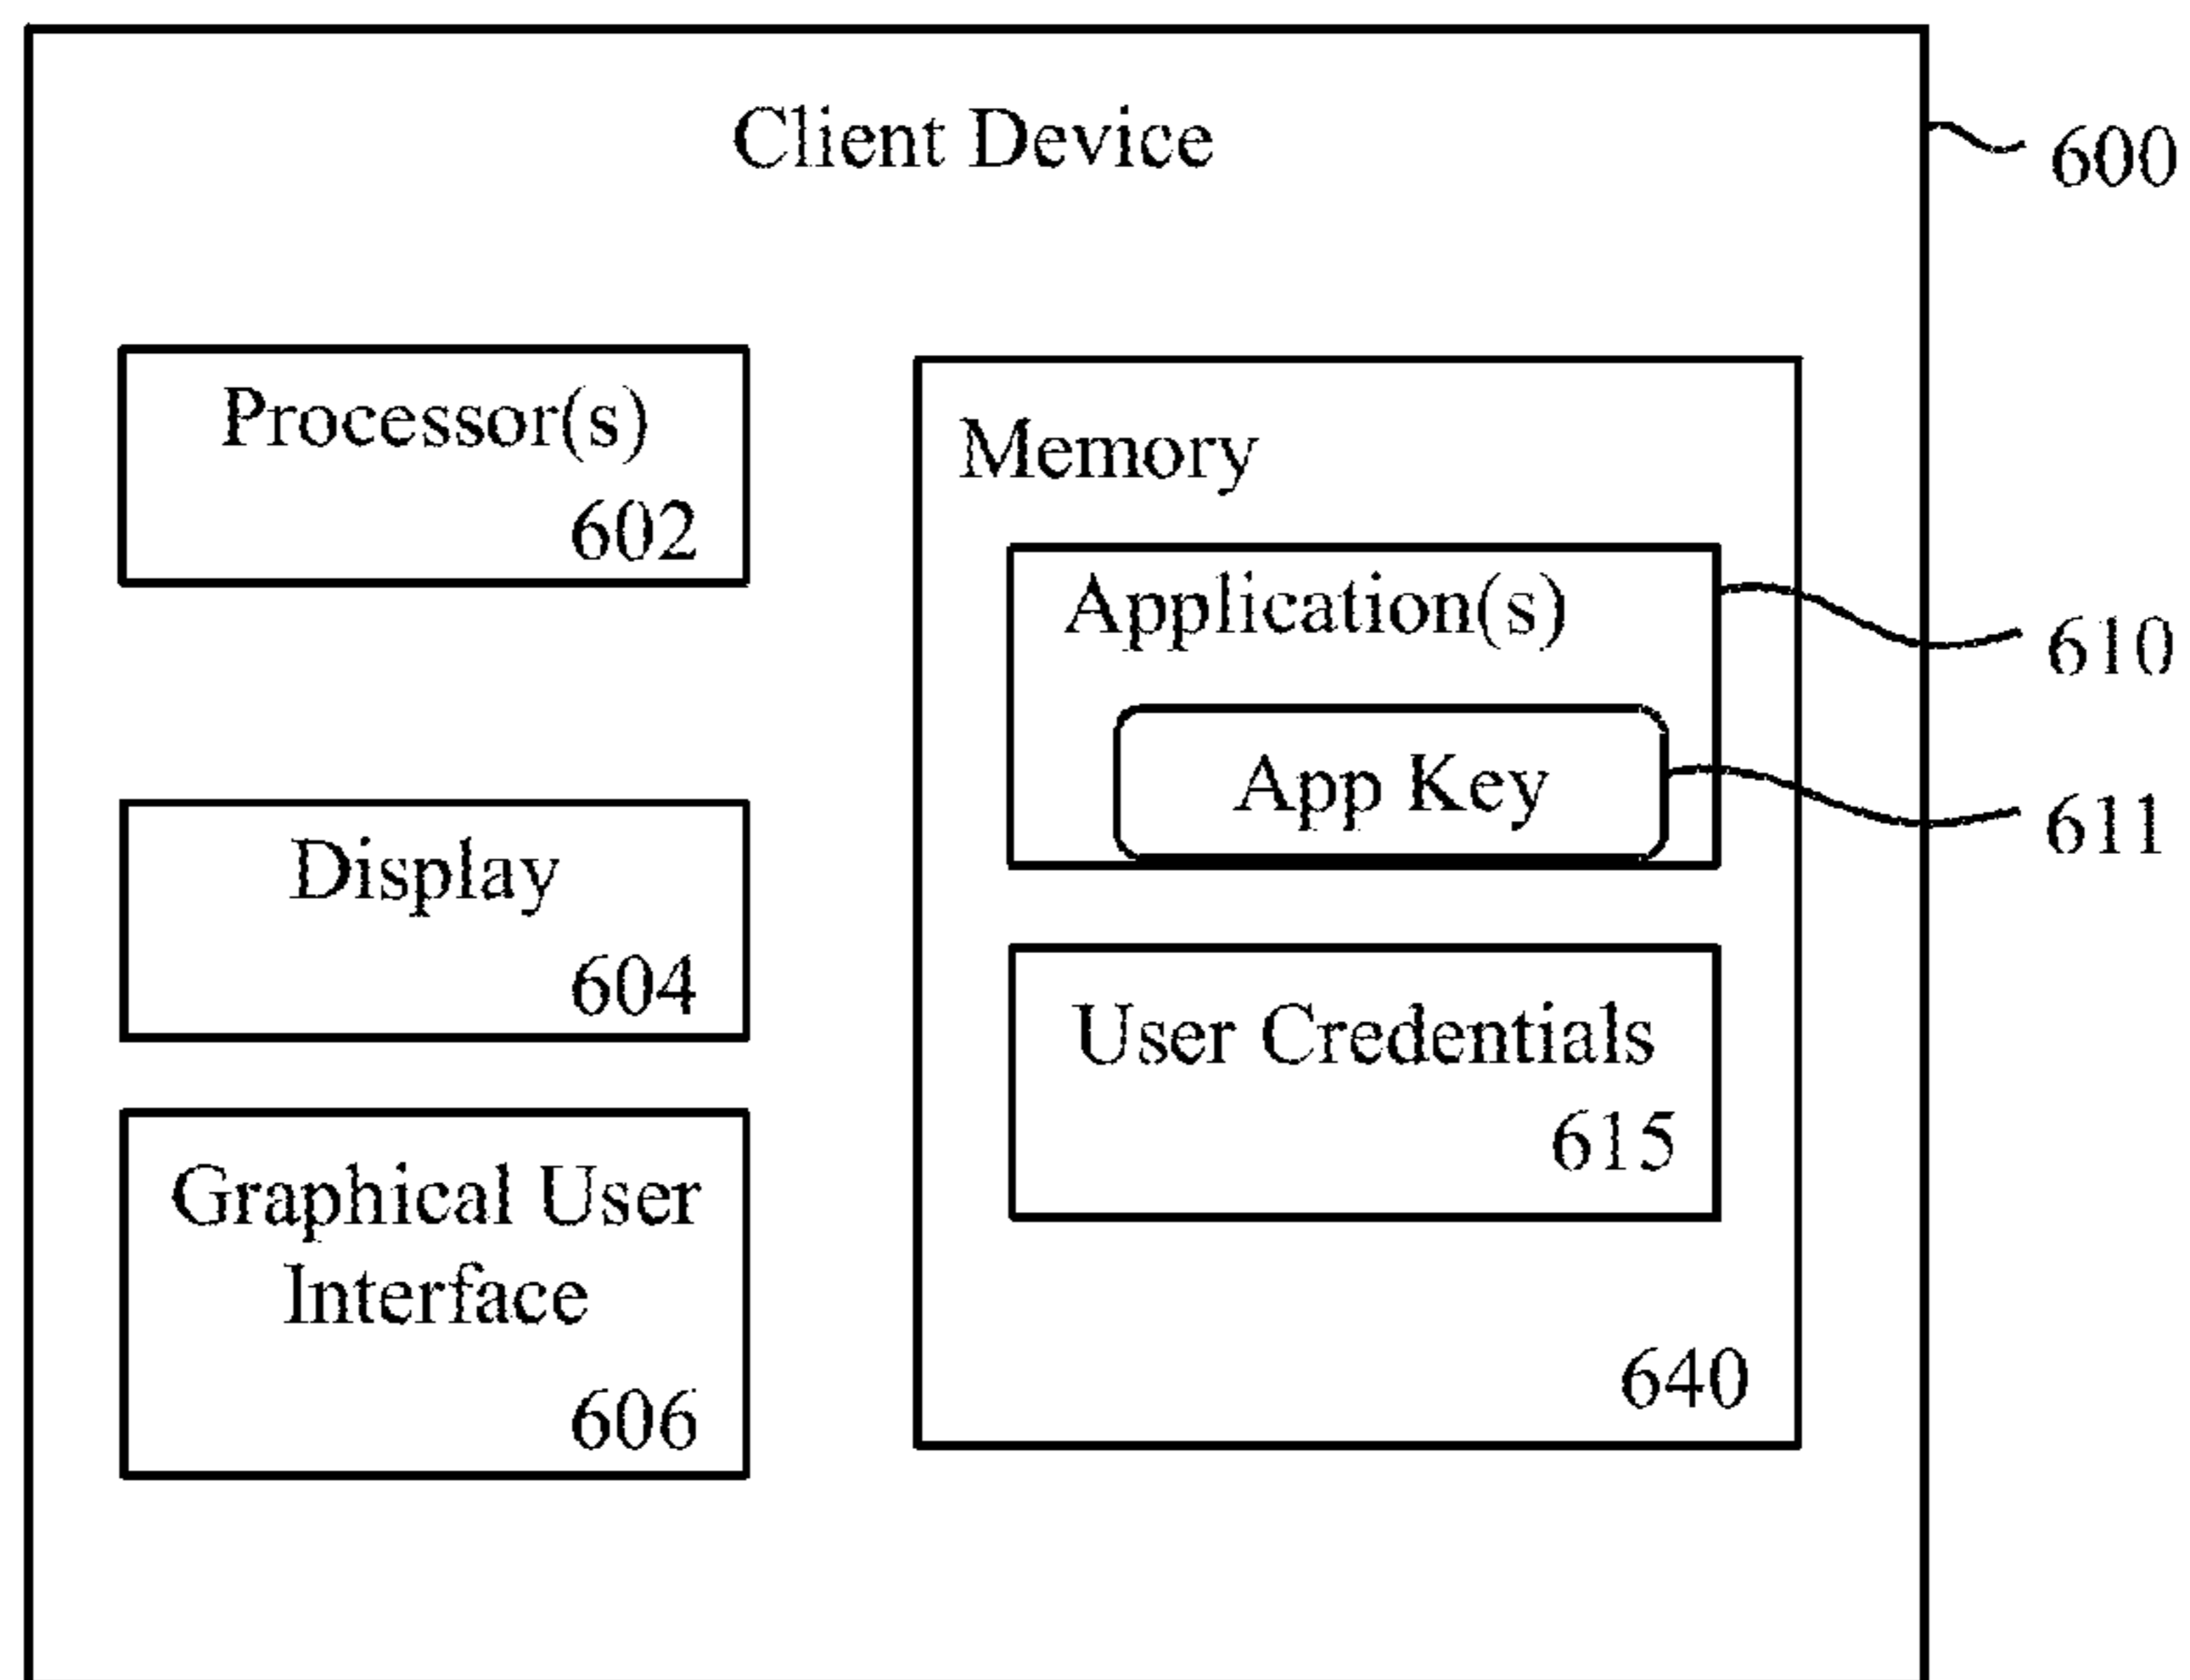 Client Device
600
Processor(s)
602
Memory
Application(s)
610
App Key
611
Display
604
User Credentials
615
Graphical User
Interface
606
640